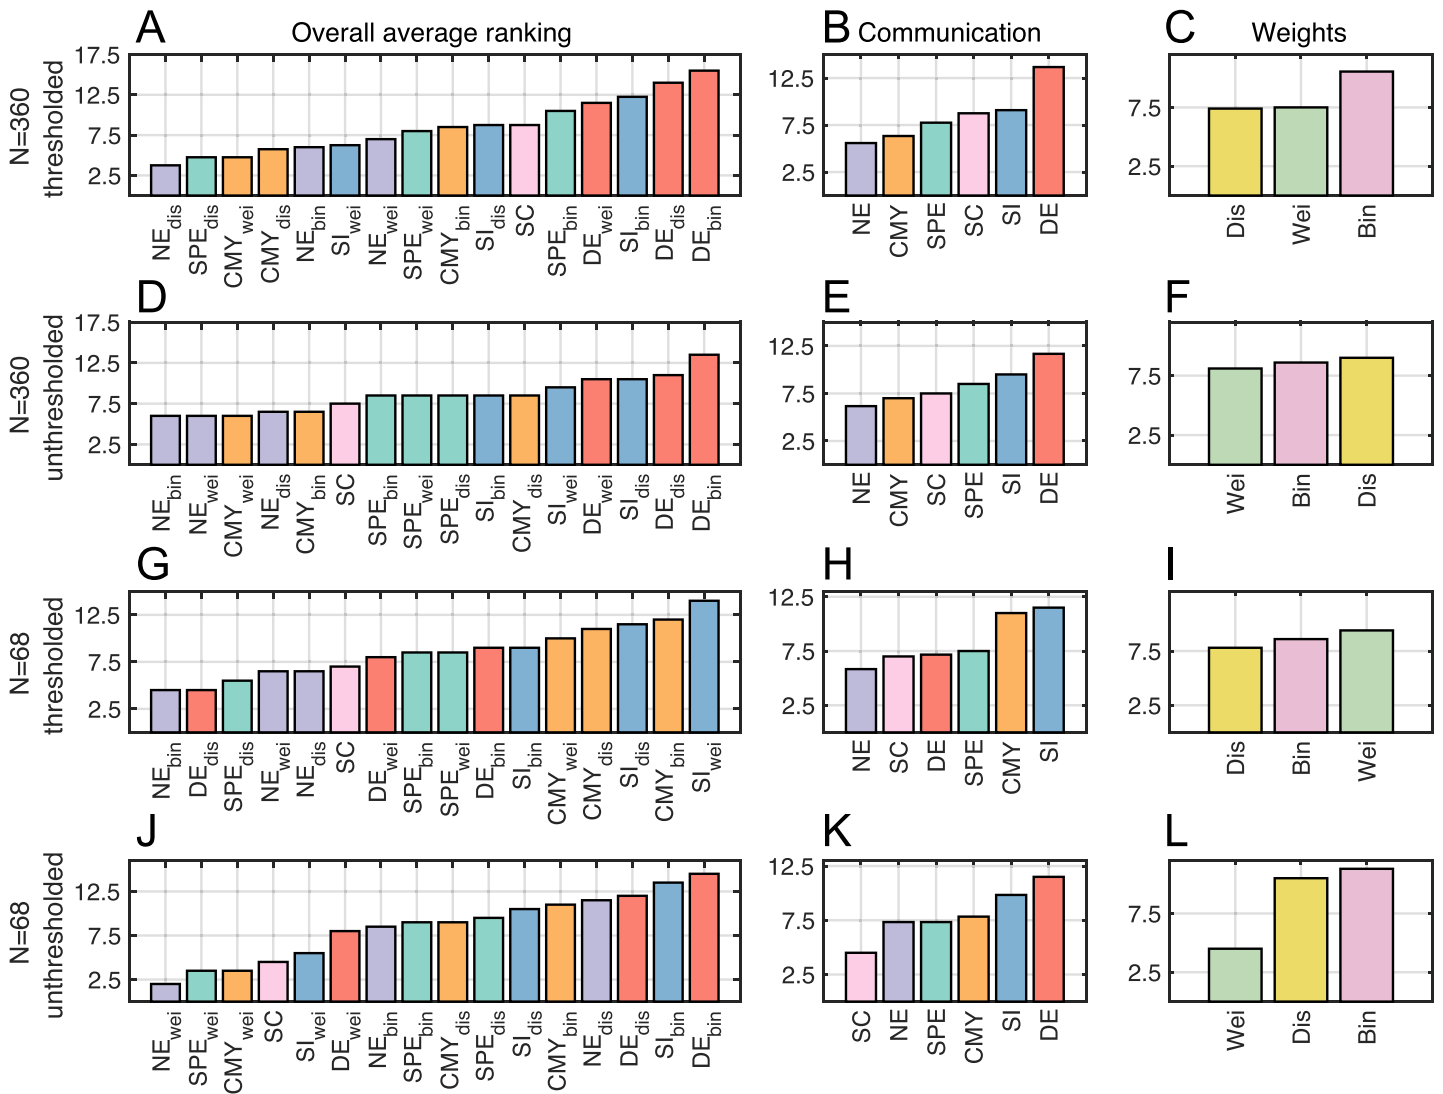 A Overall average ranking
B Communication
C Weights
N=360
thresholded
17.5
12.5
7.5
2.5
NEdis SPEdis CMYwei CMYdis NEbin SIwei NEwei SPEwei CMYbin SIdis SC SPEbin DEwei SIbin DEdis DEbin
12.5
7.5
2.5
NE CMY SPE SC SI DE
7.5
2.5
Dis Wei Bin
D
E
F
N=360
unthresholded
17.5
12.5
7.5
2.5
NEbin NEwei CMYwei NEdis CMYbin SC SPEbin SPEwei SPEdis SIbin CMYdis SIwei DEwei SIdis DEdis DEbin
12.5
7.5
2.5
NE CMY SC SPE SI DE
7.5
2.5
Wei Bin Dis
G
H
I
N=68
thresholded
12.5
7.5
2.5
NEbin DEdis SPEdis NEwei NEdis SC DEwei SPEbin SPEwei DEbin SIbin CMYwei CMYdis SIdis CMYbin SIwei
12.5
7.5
2.5
NE SC DE SPE CMY SI
7.5
2.5
Dis Bin Wei
J
K
L
N=68
unthresholded
12.5
7.5
2.5
NEwei SPEwei CMYwei SC SIwei DEwei NEbin SPEbin CMYdis SPEdis SIdis CMYbin NEdis DEdis SIbin DEbin
12.5
7.5
2.5
SC NE SPE CMY SI DE
7.5
2.5
Wei Dis Bin